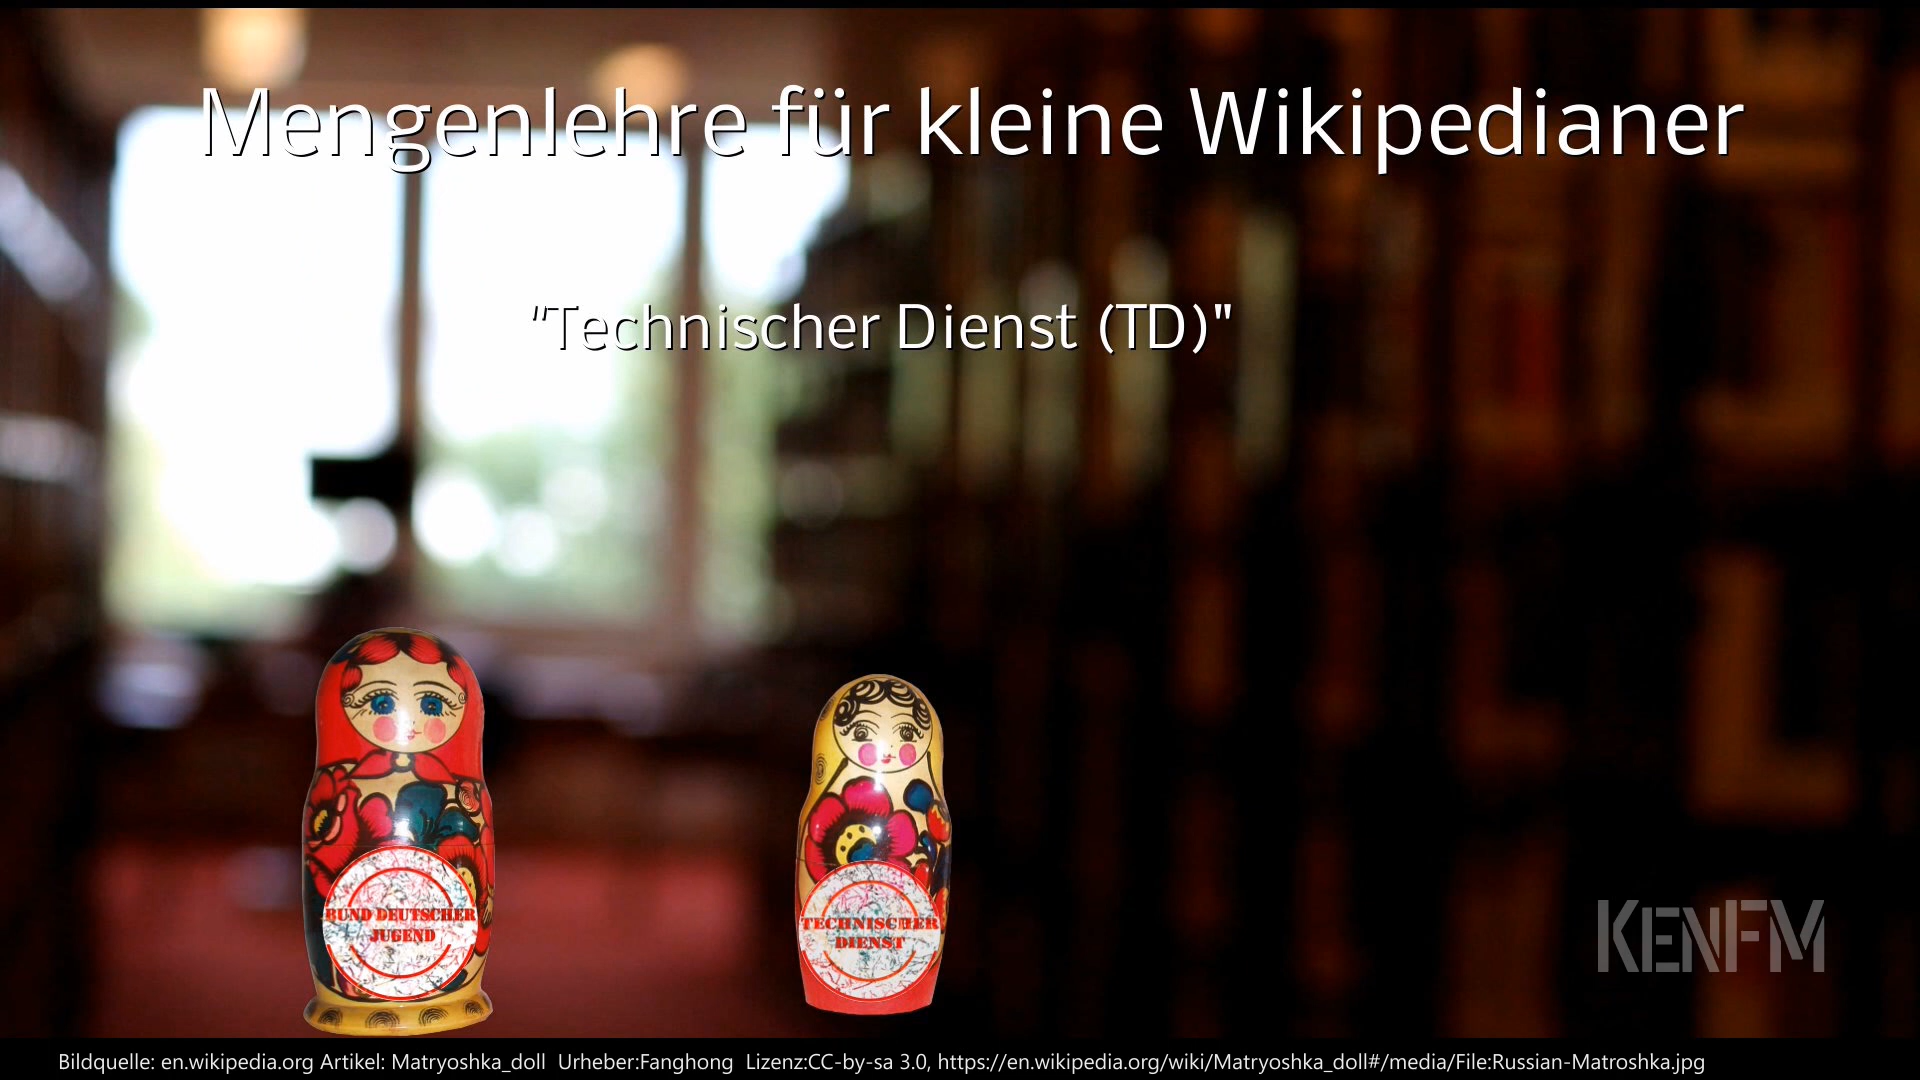 Mengenlehre für kleine Wikipedianer
"Technischer Dienst (TD)"
BUND DEUTSCHER
JUGEND
TECHNISCHER
DIENST
KENFM
Bildquelle: en.wikipedia.org Artikel: Matryoshka_doll  Urheber:Fanghong  Lizenz:CC-by-sa 3.0, https://en.wikipedia.org/wiki/Matryoshka_doll#/media/File:Russian-Matroshka.jpg